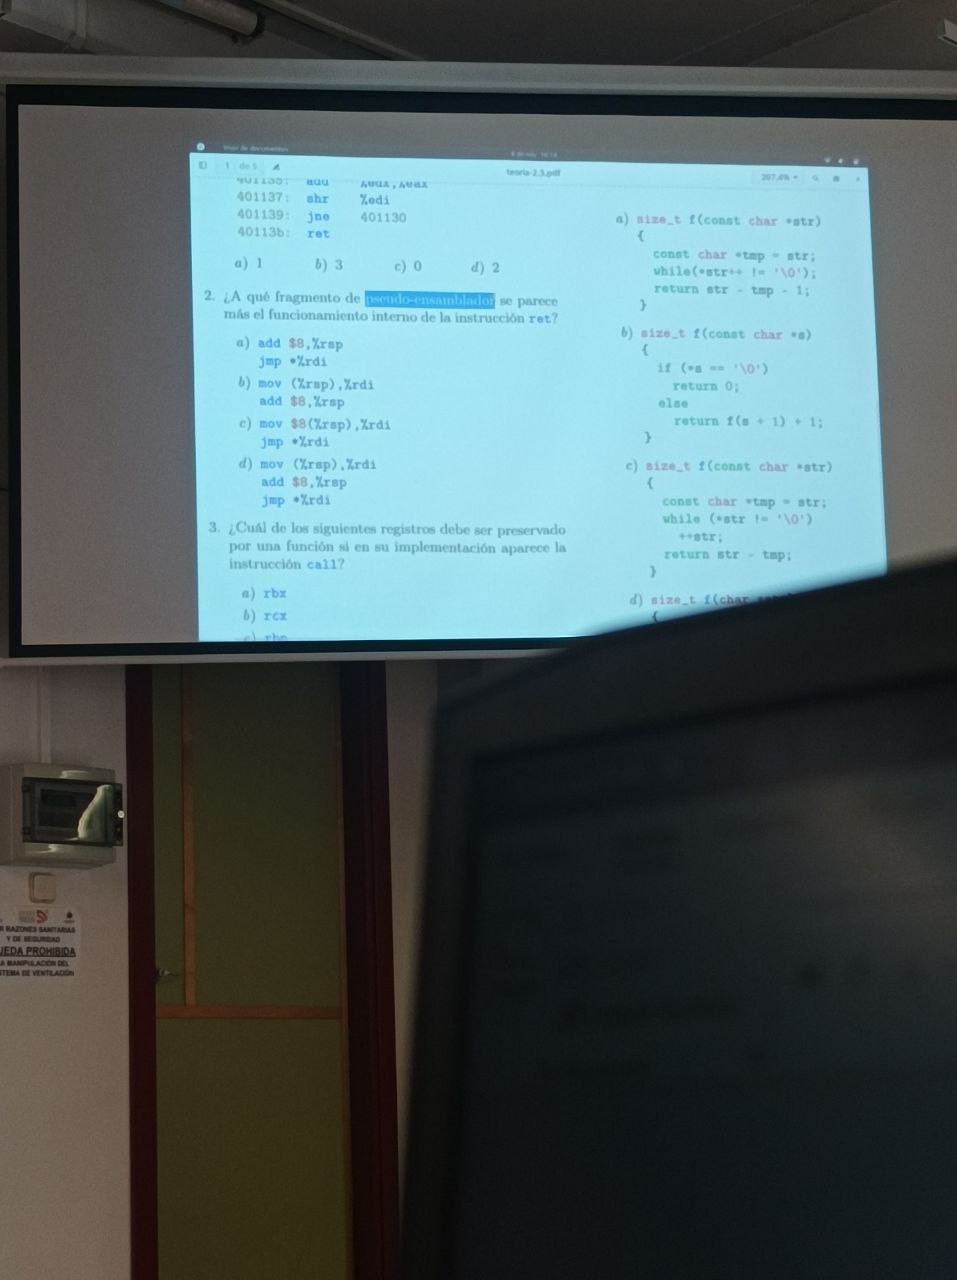 Visor de documentos
1 de 5
teoria-2.3.pdf
207,4%
add %edx,%eax
401137: shr %edi
401139: jne 401130
40113b: ret
a) 1 b) 3 c) 0 d) 2
2. ¿A qué fragmento de pseudo-ensamblador se parece
más el funcionamiento interno de la instrucción ret?
a) add $8,%rsp
jmp *%rdi
b) mov (%rsp),%rdi
add $8,%rsp
c) mov $8(%rsp),%rdi
jmp *%rdi
d) mov (%rsp),%rdi
add $8,%rsp
jmp *%rdi
3. ¿Cuál de los siguientes registros debe ser preservado
por una función si en su implementación aparece la
instrucción call?
a) rbx
b) rcx
c) rbp
a) size_t f(const char *str)
{
const char *tmp = str;
while(*str++ != '\0');
return str - tmp - 1;
}
b) size_t f(const char *s)
{
if (*s == '\0')
return 0;
else
return f(s + 1) + 1;
}
c) size_t f(const char *str)
{
const char *tmp = str;
while (*str != '\0')
++str;
return str - tmp;
}
d) size_t f(char
{
R RAZONES SANITARIAS
Y DE SEGURIDAD
UEDA PROHIBIDA
A MANIPULACIÓN DEL
STEMA DE VENTILACIÓN